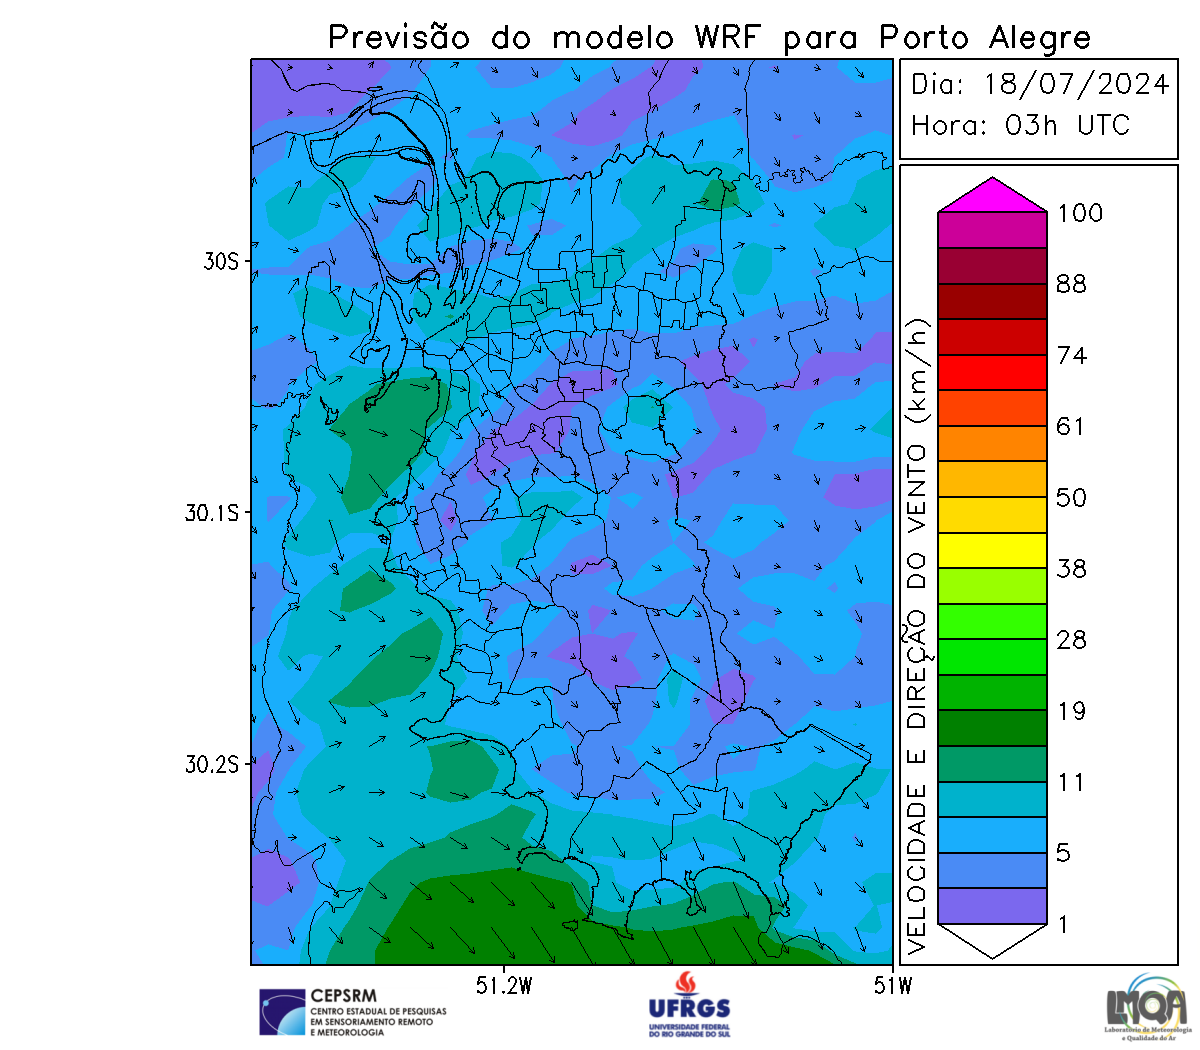 Previsão do modelo WRF para Porto Alegre
Dia: 18/07/2024
Hora: 03h UTC
30S
30.1S
30.2S
51.2W
51W
VELOCIDADE E DIREÇÃO DO VENTO (km/h)
100
88
74
61
50
38
28
19
11
5
1
CEPSRM
CENTRO ESTADUAL DE PESQUISAS
EM SENSORIAMENTO REMOTO
E METEOROLOGIA
UFRGS
UNIVERSIDADE FEDERAL
DO RIO GRANDE DO SUL
LMQA
Laboratório de Meteorologia
e Qualidade do Ar